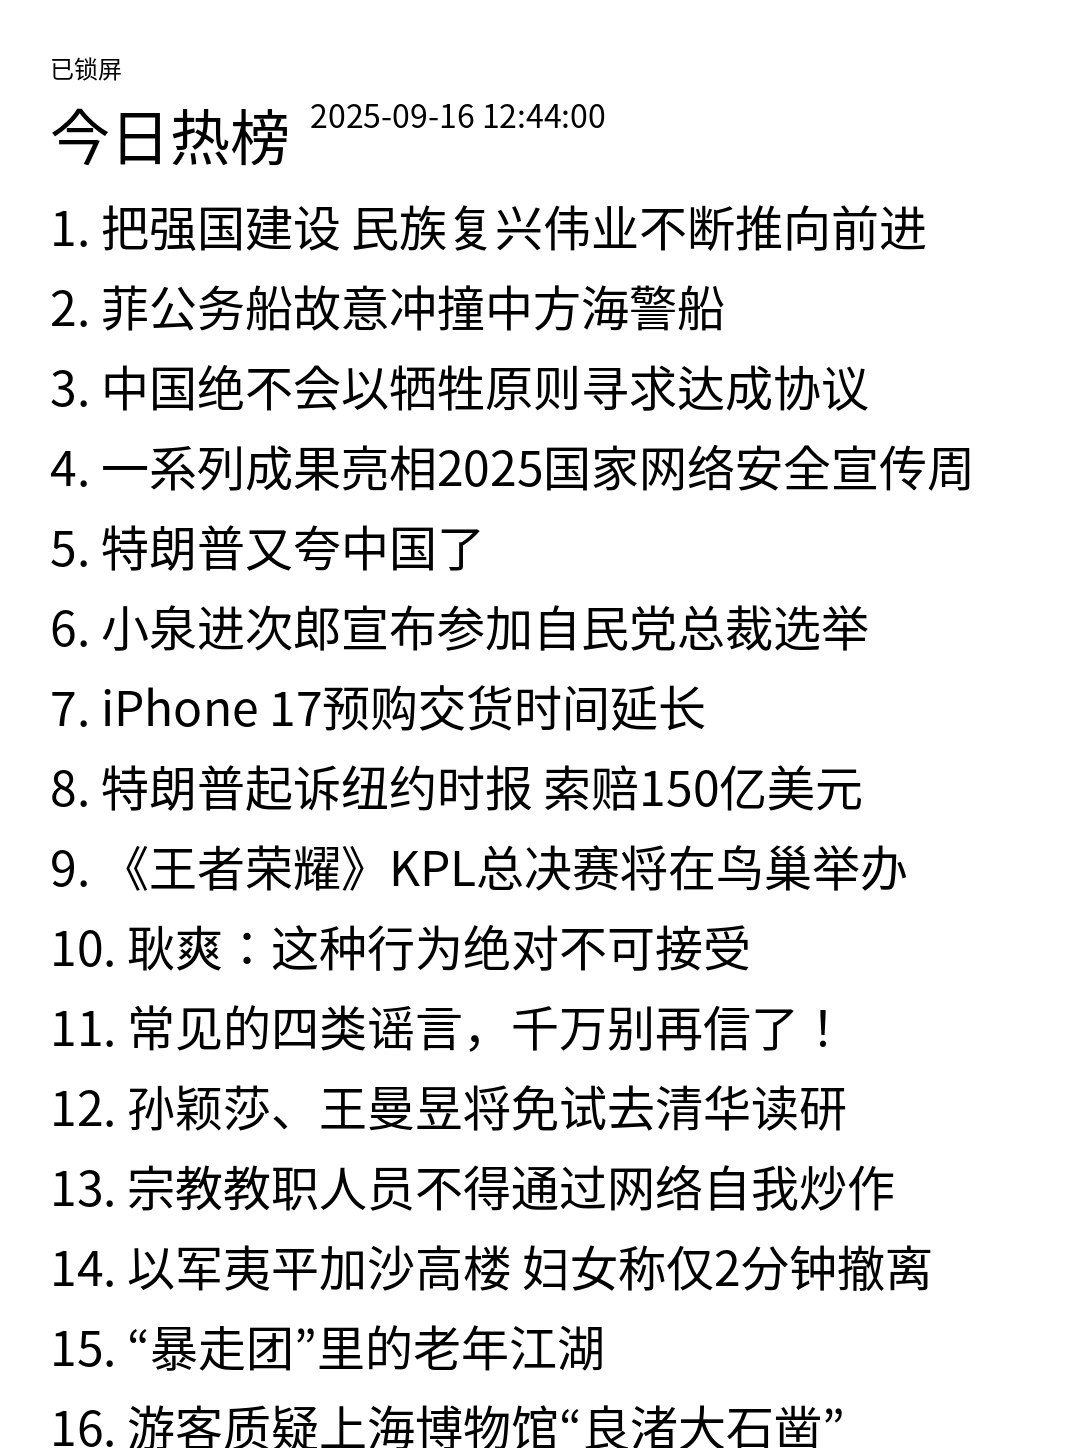 已锁屏
今日热榜 2025-09-16 12:44:00
1. 把强国建设 民族复兴伟业不断推向前进
2. 菲公务船故意冲撞中方海警船
3. 中国绝不会以牺牲原则寻求达成协议
4. 一系列成果亮相2025国家网络安全宣传周
5. 特朗普又夸中国了
6. 小泉进次郎宣布参加自民党总裁选举
7. iPhone 17预购交货时间延长
8. 特朗普起诉纽约时报 索赔150亿美元
9. 《王者荣耀》KPL总决赛将在鸟巢举办
10. 耿爽：这种行为绝对不可接受
11. 常见的四类谣言，千万别再信了！
12. 孙颖莎、王曼昱将免试去清华读研
13. 宗教教职人员不得通过网络自我炒作
14. 以军夷平加沙高楼 妇女称仅2分钟撤离
15. “暴走团”里的老年江湖
16. 游客质疑上海博物馆“良渚大石凿”